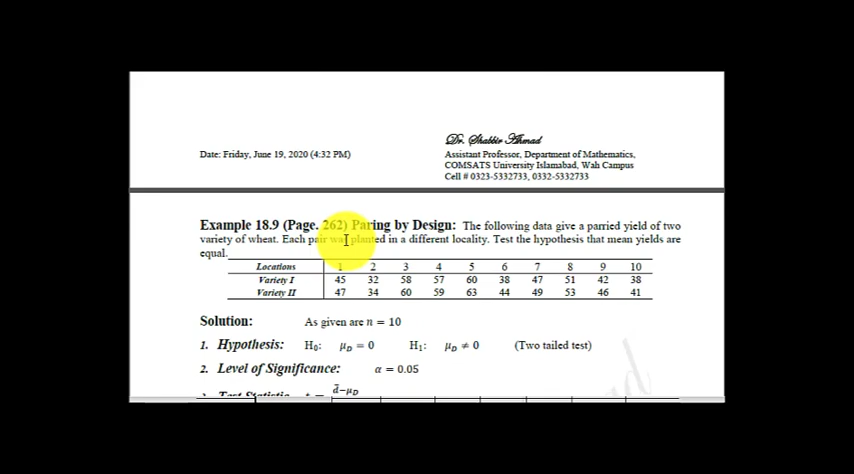 Dr. Shabbir Ahmad
Date: Friday, June 19, 2020 (4:32 PM)
Assistant Professor, Department of Mathematics,
COMSATS University Islamabad, Wah Campus
Cell # 0323-5332733, 0332-5332733
Example 18.9 (Page. 262) Paring by Design: The following data give a parried yield of two
variety of wheat. Each pair was planted in a different locality. Test the hypothesis that mean yields are
equal.
Locations 1 2 3 4 5 6 7 8 9 10
Variety I 45 32 58 57 60 38 47 51 42 38
Variety II 47 34 60 59 63 44 49 53 46 41
Solution: As given are n = 10
1. Hypothesis: H₀: μ_D = 0 H₁: μ_D ≠ 0 (Two tailed test)
2. Level of Significance: α = 0.05
d̄−μ_D